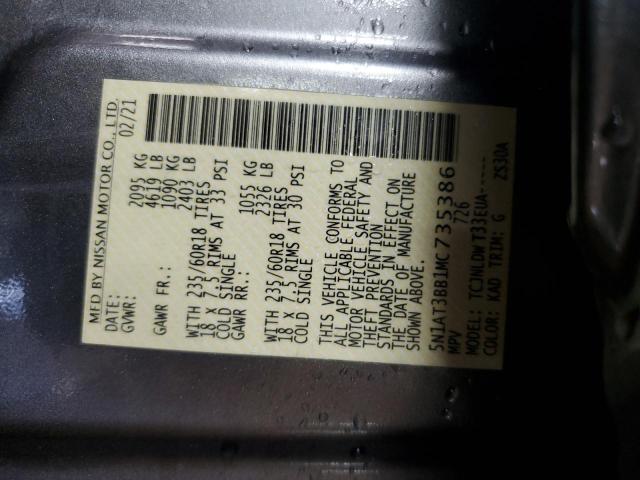 MFD BY NISSAN MOTOR CO., LTD.
DATE: 02/21
GVWR: 2095 KG
4619 LB
GAWR FR.: 1090 KG
2403 LB
WITH 235/60R18 TIRES
18 X 7.5 RIMS AT 33 PSI
COLD SINGLE
GAWR RR.: 1055 KG
2326 LB
WITH 235/60R18 TIRES
18 X 7.5 RIMS AT 30 PSI
COLD SINGLE
THIS VEHICLE CONFORMS TO
ALL APPLICABLE FEDERAL
MOTOR VEHICLE SAFETY AND
THEFT PREVENTION
STANDARDS IN EFFECT ON
THE DATE OF MANUFACTURE
SHOWN ABOVE.
5N1AT3BB1MC735386
MPV 726
MODEL: TCJNLDW T33EUA-----
COLOR: KAD TRIM: G ZS30A